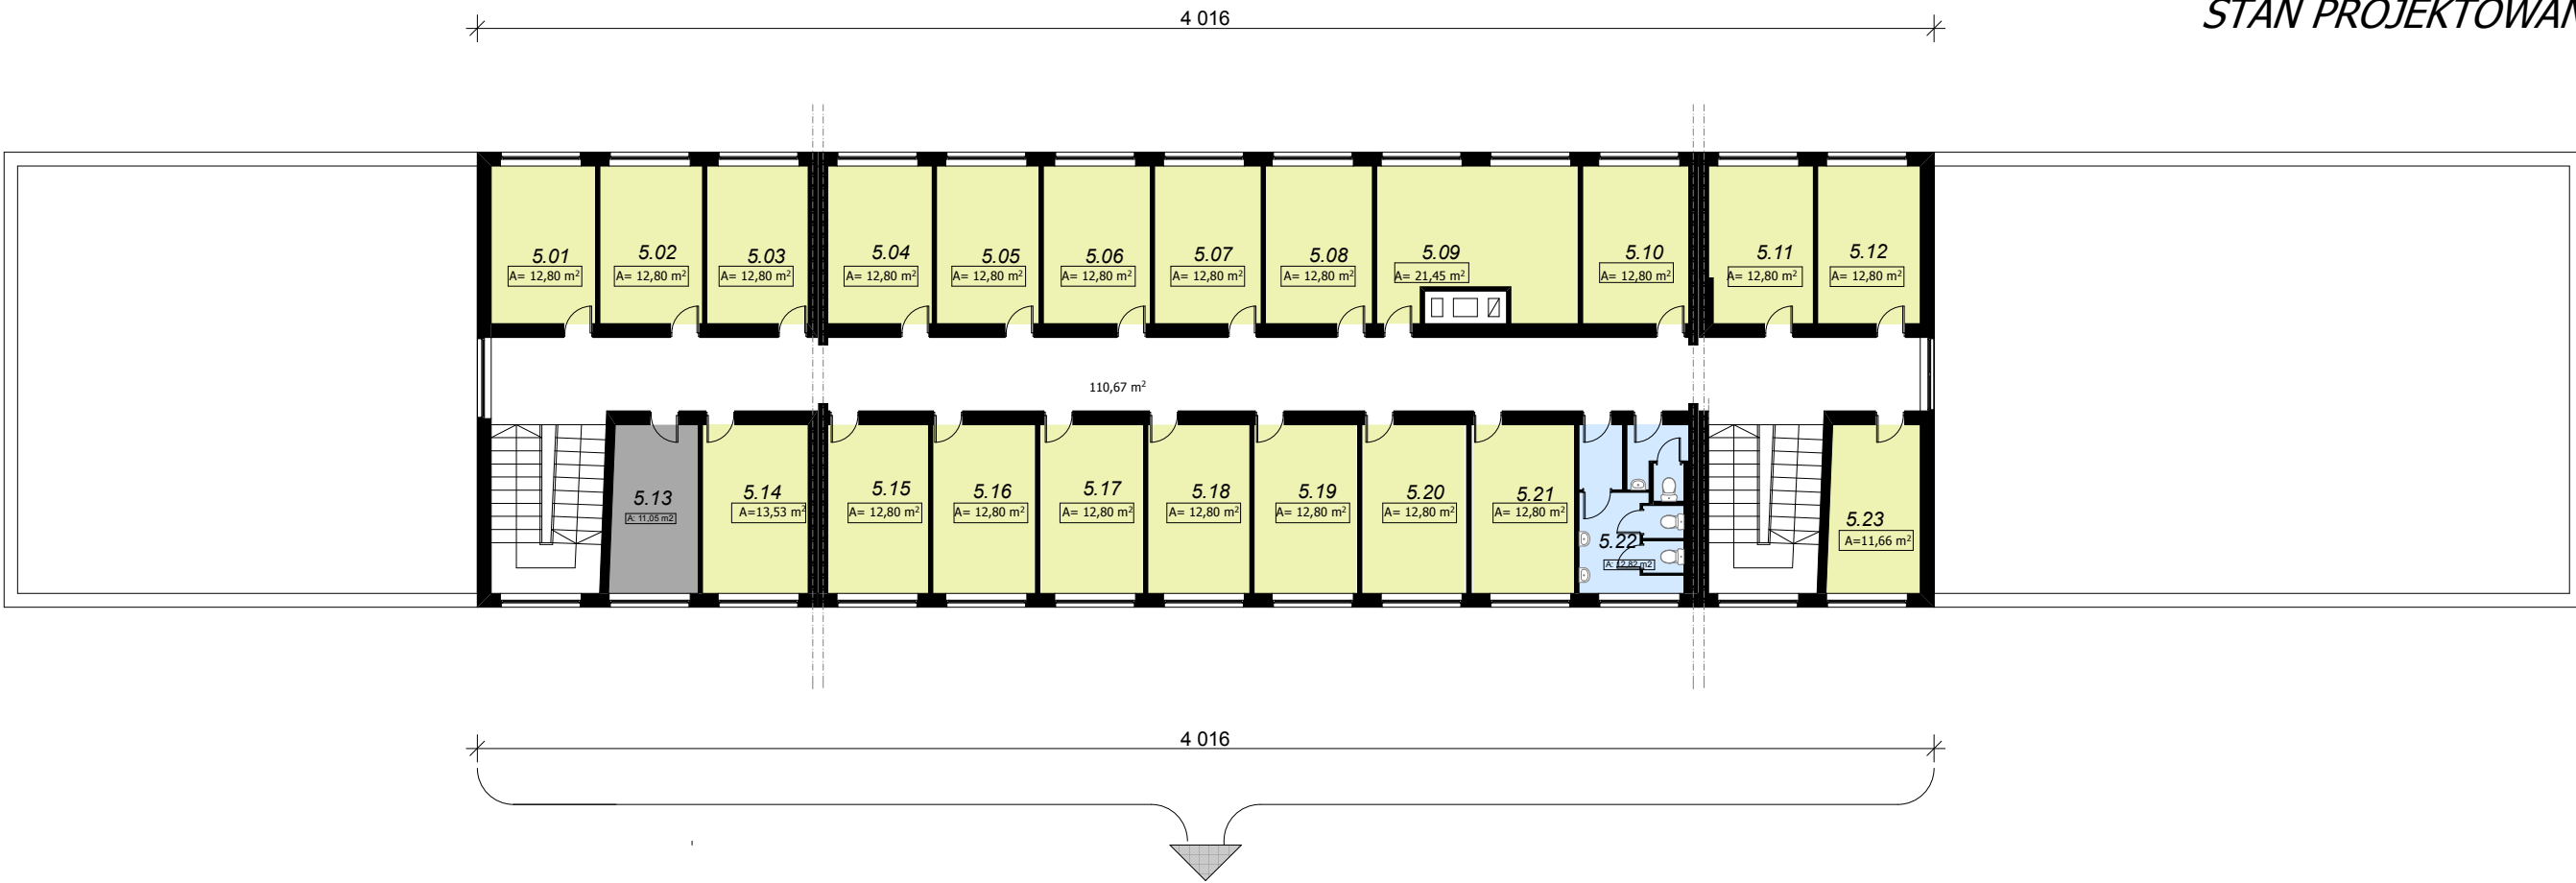 4 016
STAN PROJEKTOWAN
5.01
A= 12,80 m²
5.02
A= 12,80 m²
5.03
A= 12,80 m²
5.04
A= 12,80 m²
5.05
A= 12,80 m²
5.06
A= 12,80 m²
5.07
A= 12,80 m²
5.08
A= 12,80 m²
5.09
A= 21,45 m²
5.10
A= 12,80 m²
5.11
A= 12,80 m²
5.12
A= 12,80 m²
110,67 m²
5.13
A: 11,05 m2
5.14
A=13,53 m²
5.15
A= 12,80 m²
5.16
A= 12,80 m²
5.17
A= 12,80 m²
5.18
A= 12,80 m²
5.19
A= 12,80 m²
5.20
A= 12,80 m²
5.21
A= 12,80 m²
5.22
A: 12,82 m2
5.23
A=11,66 m²
4 016